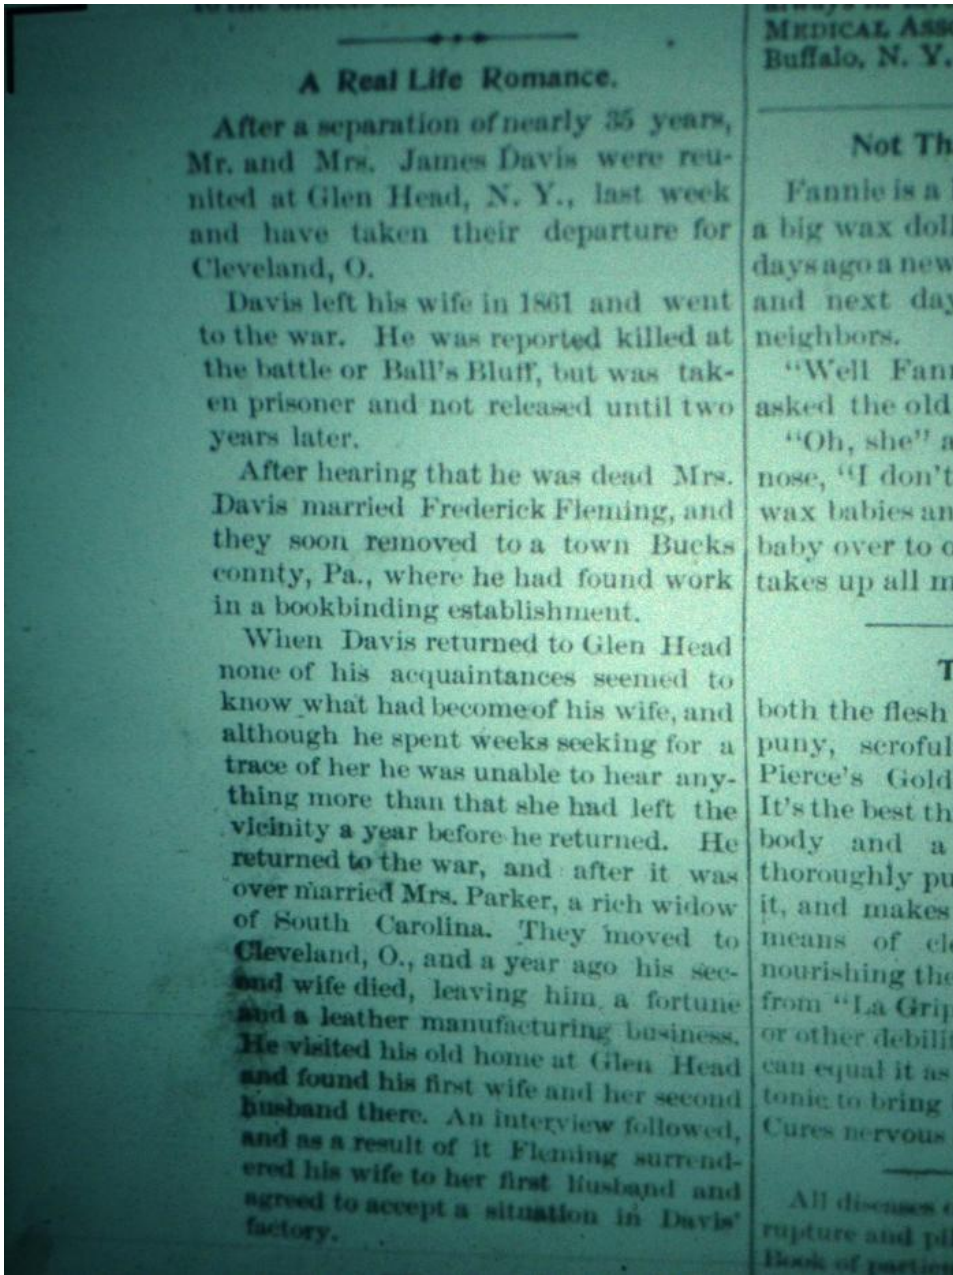 A Real Life Romance.
After a separation of nearly 35 years,
Mr. and Mrs. James Davis were reu-
nited at Glen Head, N. Y., last week
and have taken their departure for
Cleveland, O.
Davis left his wife in 1861 and went
to the war. He was reported killed at
the battle or Ball's Bluff, but was tak-
en prisoner and not released until two
years later.
After hearing that he was dead Mrs.
Davis married Frederick Fleming, and
they soon removed to a town Bucks
connty, Pa., where he had found work
in a bookbinding establishment.
When Davis returned to Glen Head
none of his acquaintances seemed to
know what had become of his wife, and
although he spent weeks seeking for a
trace of her he was unable to hear any-
thing more than that she had left the
vicinity a year before he returned. He
returned to the war, and after it was
over married Mrs. Parker, a rich widow
of South Carolina. They moved to
Cleveland, O., and a year ago his sec-
ond wife died, leaving him a fortune
and a leather manufacturing business.
He visited his old home at Glen Head
and found his first wife and her second
husband there. An interview followed,
and as a result of it Fleming surrend-
ered his wife to her first husband and
agreed to accept a situation in Davis'
factory.
MEDICAL
Buffalo, N. Y.
Not
Fannie is a
a big wax
days ago a new
and next
neighbors.
"Well
asked the old
"Oh, she"
nose, "I don't
wax babies
baby over to
takes up all
both the flesh
puny,
Pierce's
It's the best
body and a
thoroughly
it, and makes
means of
nourishing
from "La
or other
can equal it as
tonic to bring
Cures nervous
All diseases
rupture and
Book of